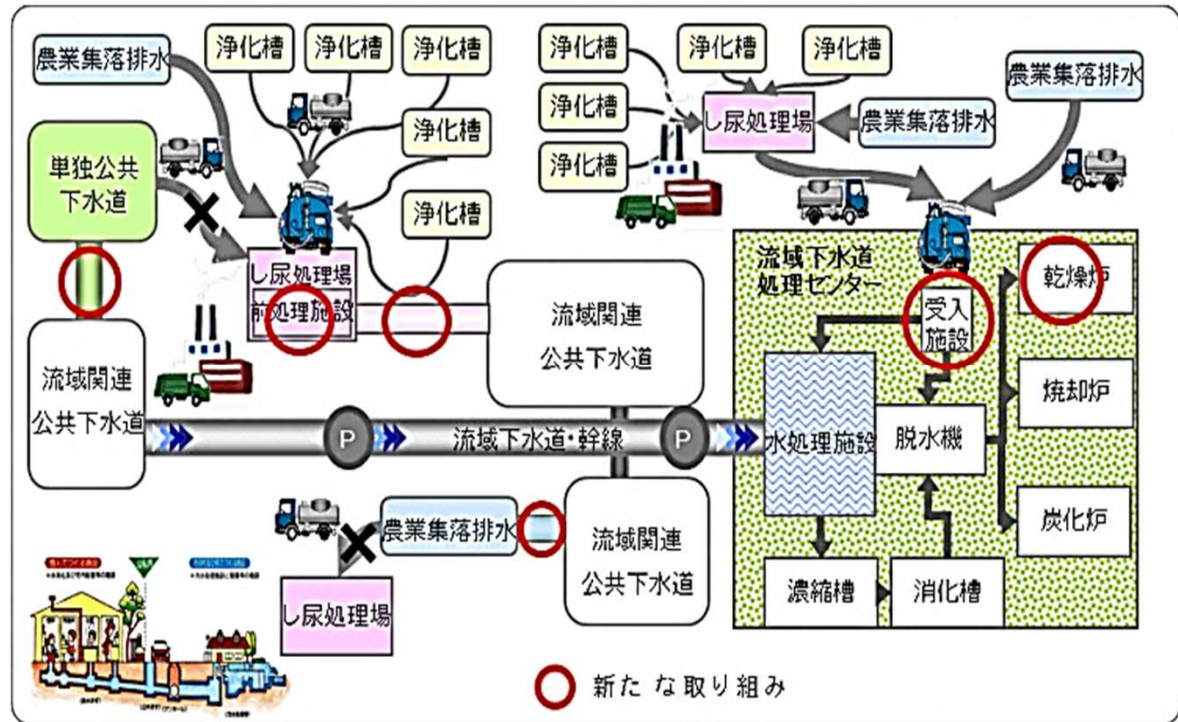 農業集落排水
浄化槽
浄化槽
浄化槽
浄化槽
浄化槽
単独公共
下水道
し尿処理場
前処理施設
流域関連
公共下水道
流域関連
公共下水道
P
流域下水道・幹線
P
農業集落排水
し尿処理場
流域関連
公共下水道
浄化槽
浄化槽
浄化槽
浄化槽
浄化槽
し尿処理場
農業集落排水
農業集落排水
流域下水道
処理センター
受入
施設
乾燥炉
焼却炉
炭化炉
水処理施設
脱水機
濃縮槽
消化槽
新たな取り組み